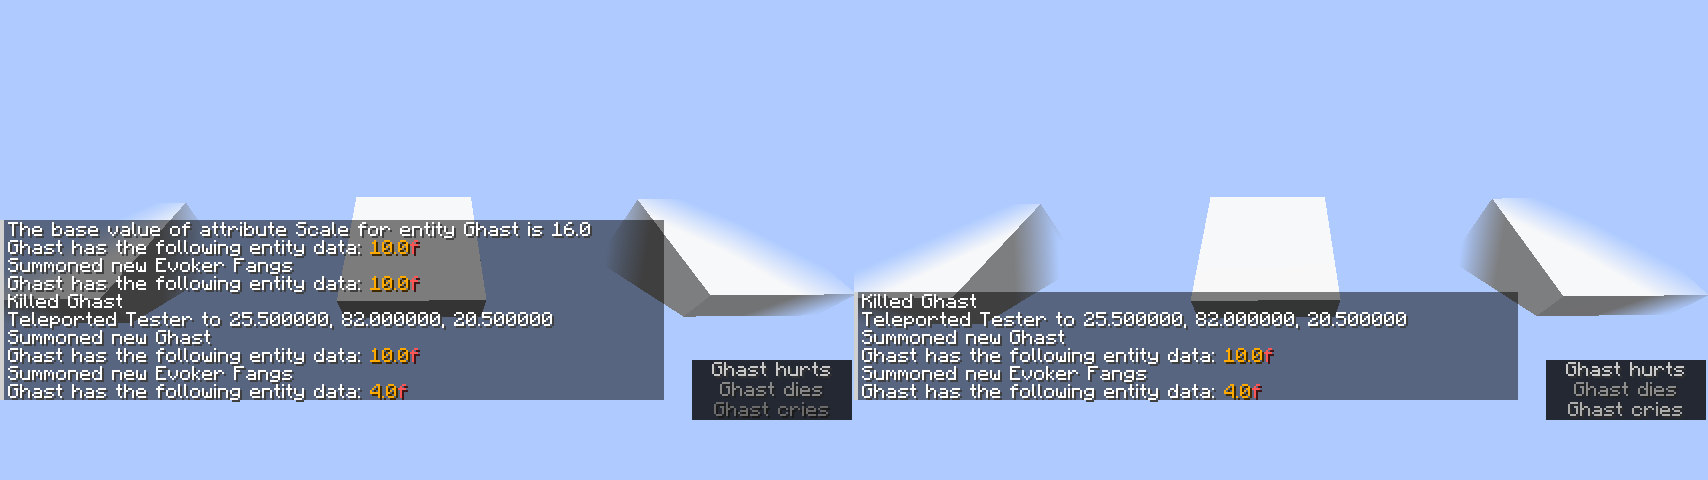 The base value of attribute Scale for entity Ghast is 16.0
Ghast has the following entity data: 10.0f
Summoned new Evoker Fangs
Ghast has the following entity data: 10.0f
Killed Ghast
Teleported Tester to 25.500000, 82.000000, 20.500000
Summoned new Ghast
Ghast has the following entity data: 10.0f
Summoned new Evoker Fangs
Ghast has the following entity data: 4.0f
Ghast hurts
Ghast dies
Ghast cries
Killed Ghast
Teleported Tester to 25.500000, 82.000000, 20.500000
Summoned new Ghast
Ghast has the following entity data: 10.0f
Summoned new Evoker Fangs
Ghast has the following entity data: 4.0f
Ghast hurts
Ghast dies
Ghast cries